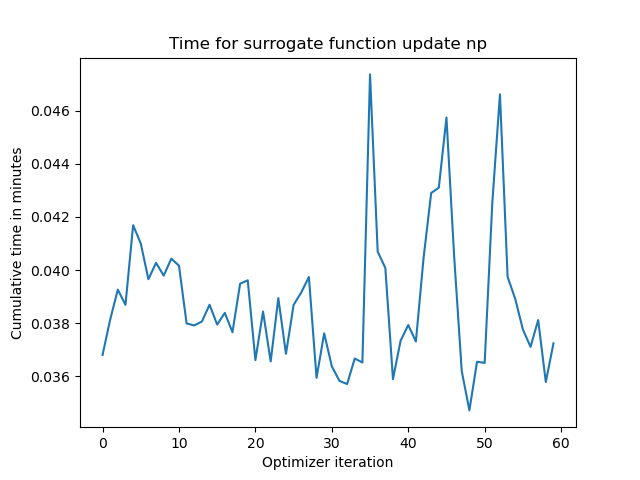 Time for surrogate function update np
Cumulative time in minutes
0.046
0.044
0.042
0.040
0.038
0.036
0 10 20 30 40 50 60
Optimizer iteration